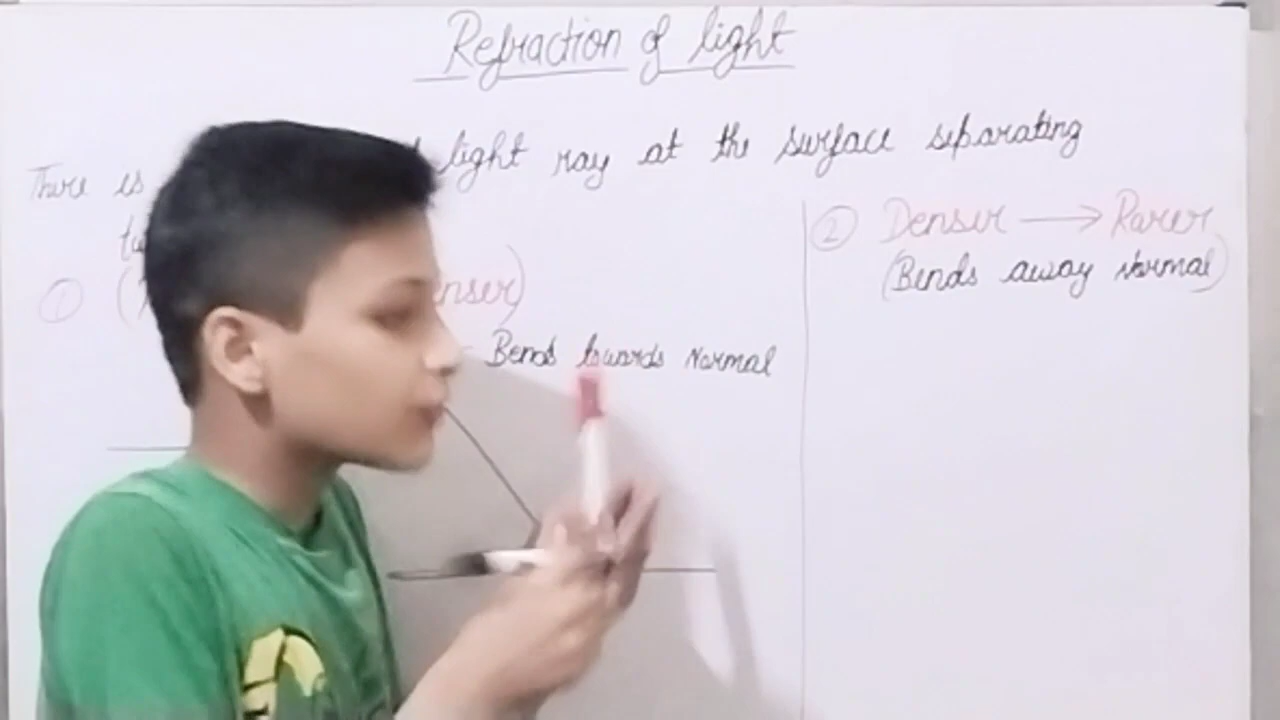 Refraction of light
There is light ray at the surface separating
① ② Denser → Rarer
(Bends away Normal)
Bends towards Normal